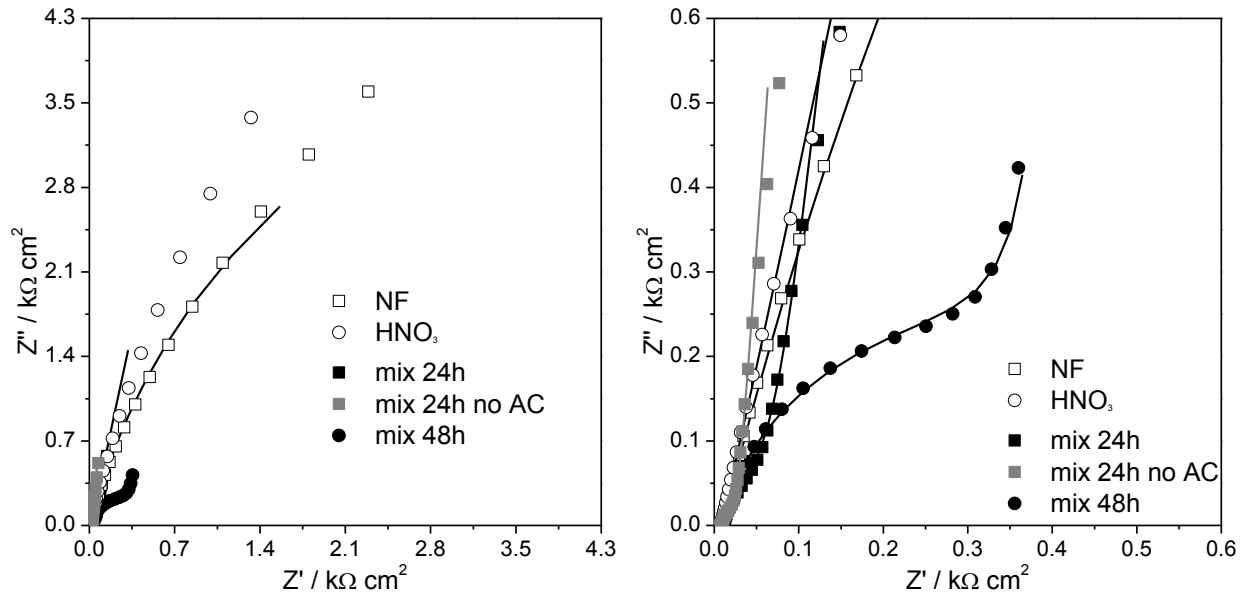 4.3
3.5
2.8
2.1
1.4
0.7
0.0
Z'' / kΩ cm²
NF
HNO₃
mix 24h
mix 24h no AC
mix 48h
0.0 0.7 1.4 2.1 2.8 3.5 4.3
Z' / kΩ cm²
0.6
0.5
0.4
0.3
0.2
0.1
0.0
Z'' / kΩ cm²
NF
HNO₃
mix 24h
mix 24h no AC
mix 48h
0.0 0.1 0.2 0.3 0.4 0.5 0.6
Z' / kΩ cm²